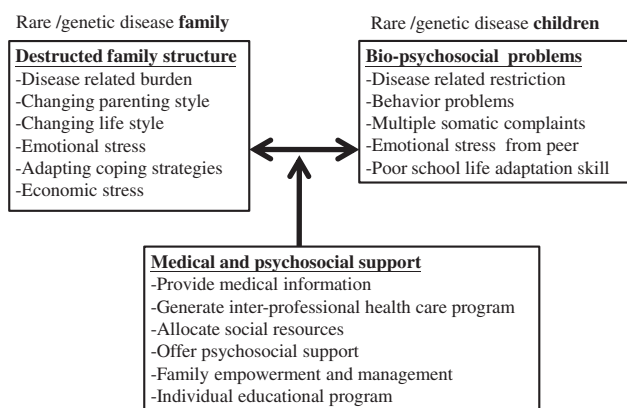 Rare /genetic disease family
Destructed family structure
-Disease related burden
-Changing parenting style
-Changing life style
-Emotional stress
-Adapting coping strategies
-Economic stress
Rare /genetic disease children
Bio-psychosocial problems
-Disease related restriction
-Behavior problems
-Multiple somatic complaints
-Emotional stress from peer
-Poor school life adaptation skill
Medical and psychosocial support
-Provide medical information
-Generate inter-professional health care program
-Allocate social resources
-Offer psychosocial support
-Family empowerment and management
-Individual educational program